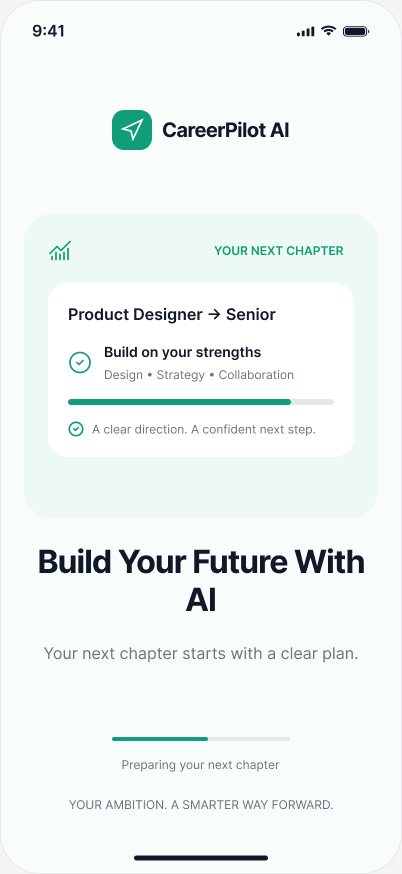 9:41
CareerPilot AI
YOUR NEXT CHAPTER
Product Designer → Senior
Build on your strengths
Design • Strategy • Collaboration
A clear direction. A confident next step.
Build Your Future With
AI
Your next chapter starts with a clear plan.
Preparing your next chapter
YOUR AMBITION. A SMARTER WAY FORWARD.